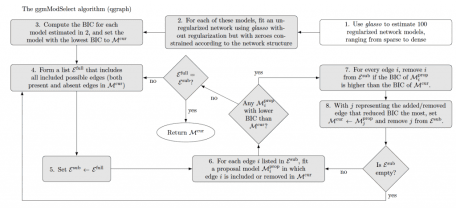 The ggmModSelect algorithm (qgraph)
1. Use glasso to estimate 100
regularized network models,
ranging from sparse to dense
2. For each of these models, fit an un-
regularized network using glasso with-
out regularization but with zeros con-
strained according to the network structure
3. Compute the BIC for each
model estimated in 2, and set the
model with the lowest BIC to M^cur
4. Form a list E^full that includes
all included possible edges (both
present and absent edges in M^cur)
5. Set E^sub ← E^full
6. For each edge i listed in E^sub, fit
a proposal model M_i^prop in which
edge i is included or removed in M^cur
Any M_i^prop
with lower
BIC than
M^cur?
yes
no
E^full =
E^sub?
no
yes
Return M^cur
7. For every edge i, remove i
from E^sub if the BIC of M_i^prop
is higher than the BIC of M^cur
8. With j representing the added/removed
edge that reduced BIC the most, set
M^cur ← M_j^prop and remove j from E^sub.
Is E^sub
empty?
no
yes